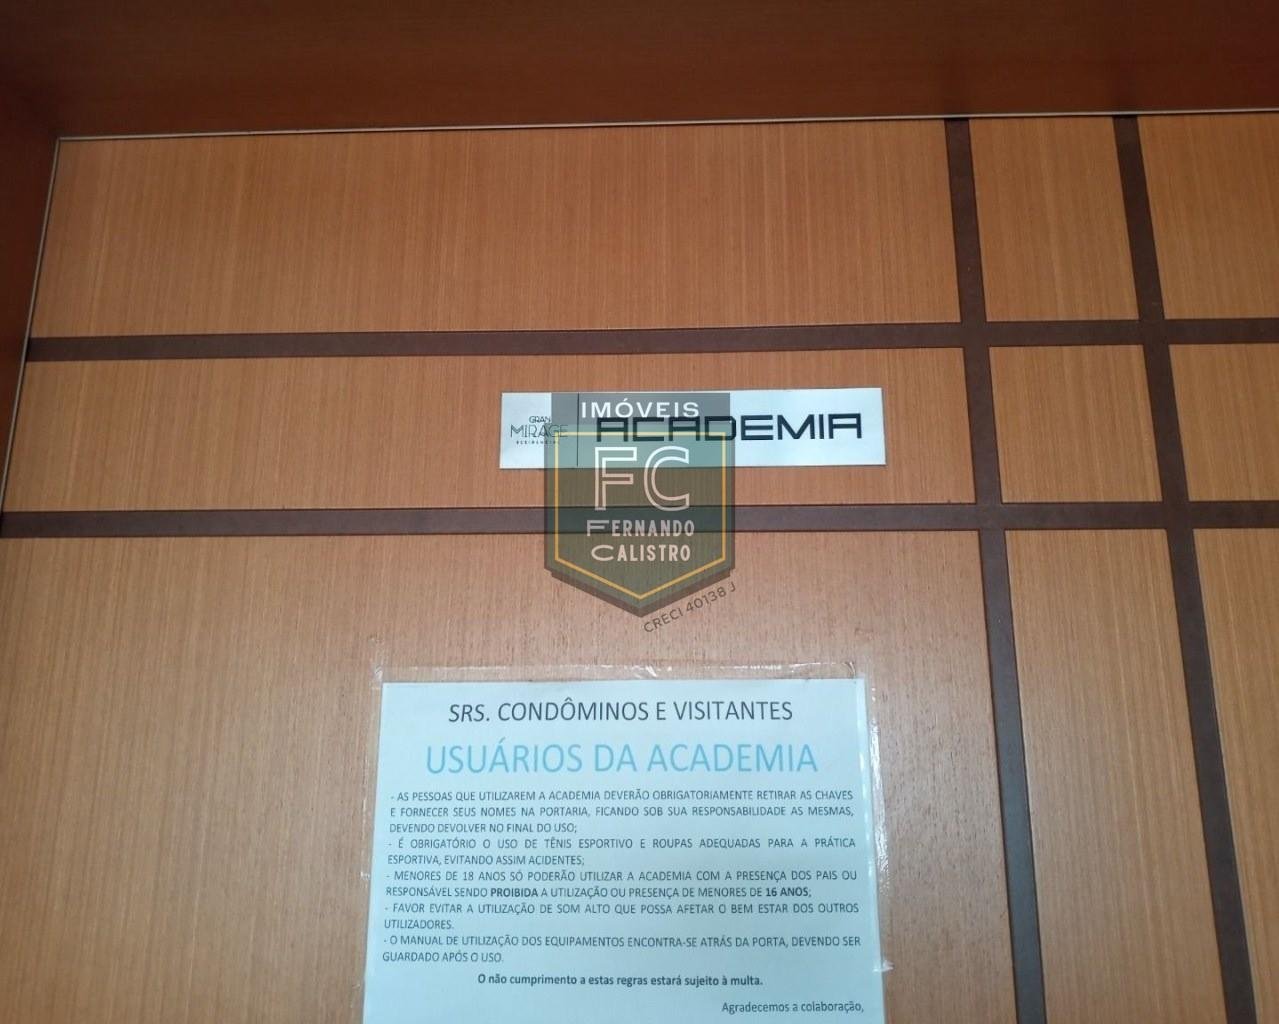 GRAN
MIRAGE
RESIDENCIAL
ACADEMIA
IMÓVEIS
FC
FERNANDO
CALISTRO
CRECI 40138 J
SRS. CONDÔMINOS E VISITANTES
USUÁRIOS DA ACADEMIA
- AS PESSOAS QUE UTILIZAREM A ACADEMIA DEVERÃO OBRIGATORIAMENTE RETIRAR AS CHAVES
E FORNECER SEUS NOMES NA PORTARIA, FICANDO SOB SUA RESPONSABILIDADE AS MESMAS,
DEVENDO DEVOLVER NO FINAL DO USO;
- É OBRIGATÓRIO O USO DE TÊNIS ESPORTIVO E ROUPAS ADEQUADAS PARA A PRÁTICA
ESPORTIVA, EVITANDO ASSIM ACIDENTES;
- MENORES DE 18 ANOS SÓ PODERÃO UTILIZAR A ACADEMIA COM A PRESENÇA DOS PAIS OU
RESPONSÁVEL SENDO PROIBIDA A UTILIZAÇÃO OU PRESENÇA DE MENORES DE 16 ANOS;
- FAVOR EVITAR A UTILIZAÇÃO DE SOM ALTO QUE POSSA AFETAR O BEM ESTAR DOS OUTROS
UTILIZADORES.
- O MANUAL DE UTILIZAÇÃO DOS EQUIPAMENTOS ENCONTRA-SE ATRÁS DA PORTA, DEVENDO SER
GUARDADO APÓS O USO.
O não cumprimento a estas regras estará sujeito à multa.
Agradecemos a colaboração,